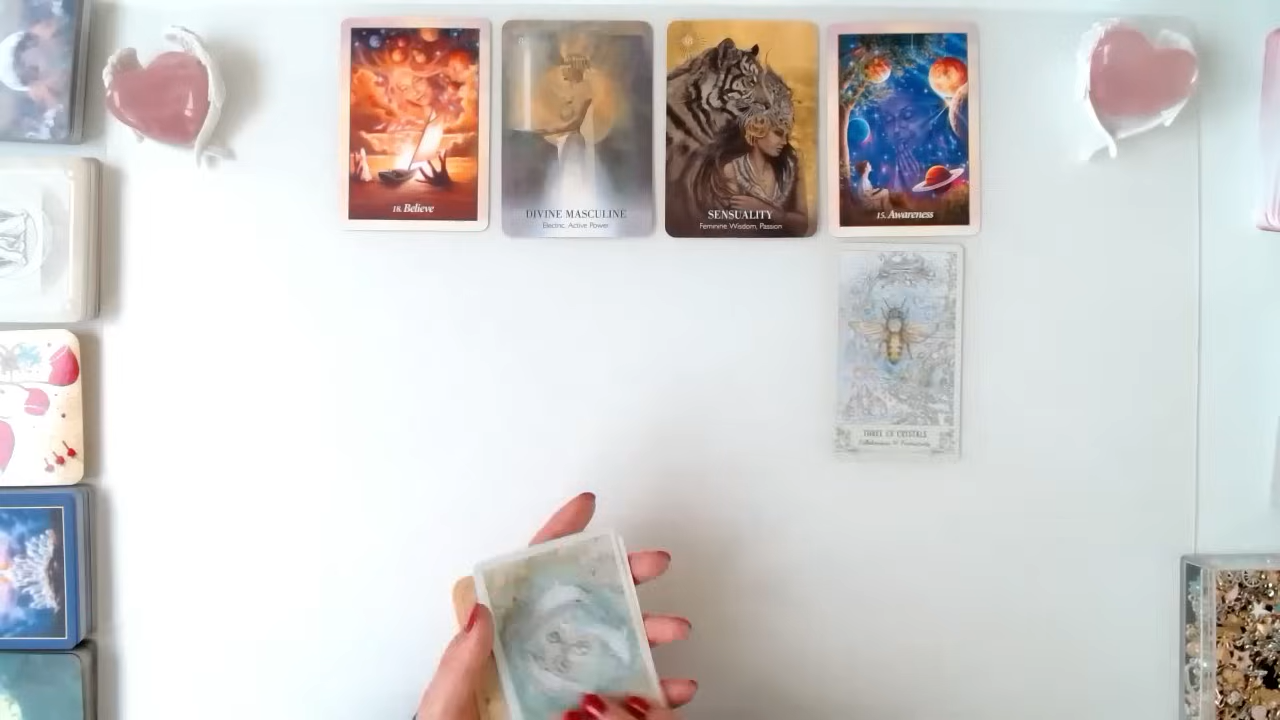 18. Believe
DIVINE MASCULINE
Electric, Active Power
SENSUALITY
Feminine Wisdom, Passion
15. Awareness
THREE OF CRYSTALS